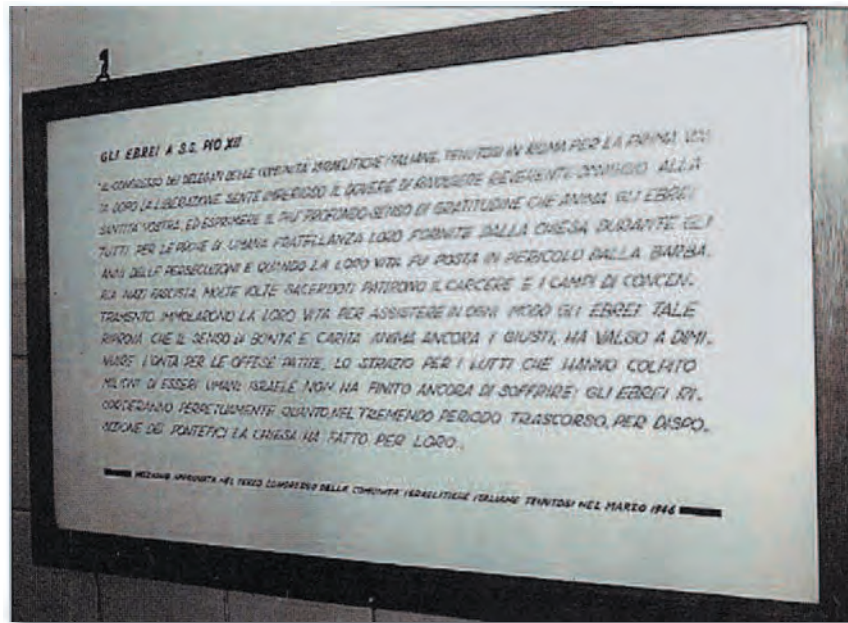 1
GLI EBREI A S.S. PIO XII
"IL CONGRESSO DEI DELEGATI DELLE COMUNITÀ ISRAELITICHE ITALIANE, TENUTOSI IN ROMA PER LA PRIMA VOL
TA DOPO LA LIBERAZIONE, SENTE IMPERIOSO IL DOVERE DI RIVOLGERE REVERENTE OMAGGIO ALLA
SANTITÀ VOSTRA, ED ESPRIMERE IL PIÙ PROFONDO SENSO DI GRATITUDINE CHE ANIMA GLI EBREI
TUTTI, PER LE PROVE DI UMANA FRATELLANZA LORO FORNITE DALLA CHIESA DURANTE GLI
ANNI DELLE PERSECUZIONI E QUANDO LA LORO VITA FU POSTA IN PERICOLO DALLA BARBA-
RIA NAZI FASCISTA. MOLTE VOLTE SACERDOTI PATIRONO IL CARCERE E I CAMPI DI CONCEN-
TRAMENTO, IMMOLARONO LA LORO VITA PER ASSISTERE IN OGNI MODO GLI EBREI. TALE
RIPROVA CHE IL SENSO DI BONTÀ E CARITÀ ANIMA ANCORA I GIUSTI, HA VALSO A DIMI-
NUIRE L'ONTA PER LE OFFESE PATITE, LO STRAZIO PER I LUTTI CHE HANNO COLPITO
MILIONI DI ESSERI UMANI. ISRAELE NON HA FINITO ANCORA DI SOFFRIRE: GLI EBREI RI-
CORDERANNO PERPETUAMENTE QUANTO, NEL TREMENDO PERIODO TRASCORSO, PER DISPO-
SIZIONE DEI PONTEFICI LA CHIESA HA FATTO PER LORO".
MOZIONE APPROVATA NEL TERZO CONGRESSO DELLA COMUNITÀ ISRAELITICHE ITALIANE TENUTOSI NEL MARZO 1946